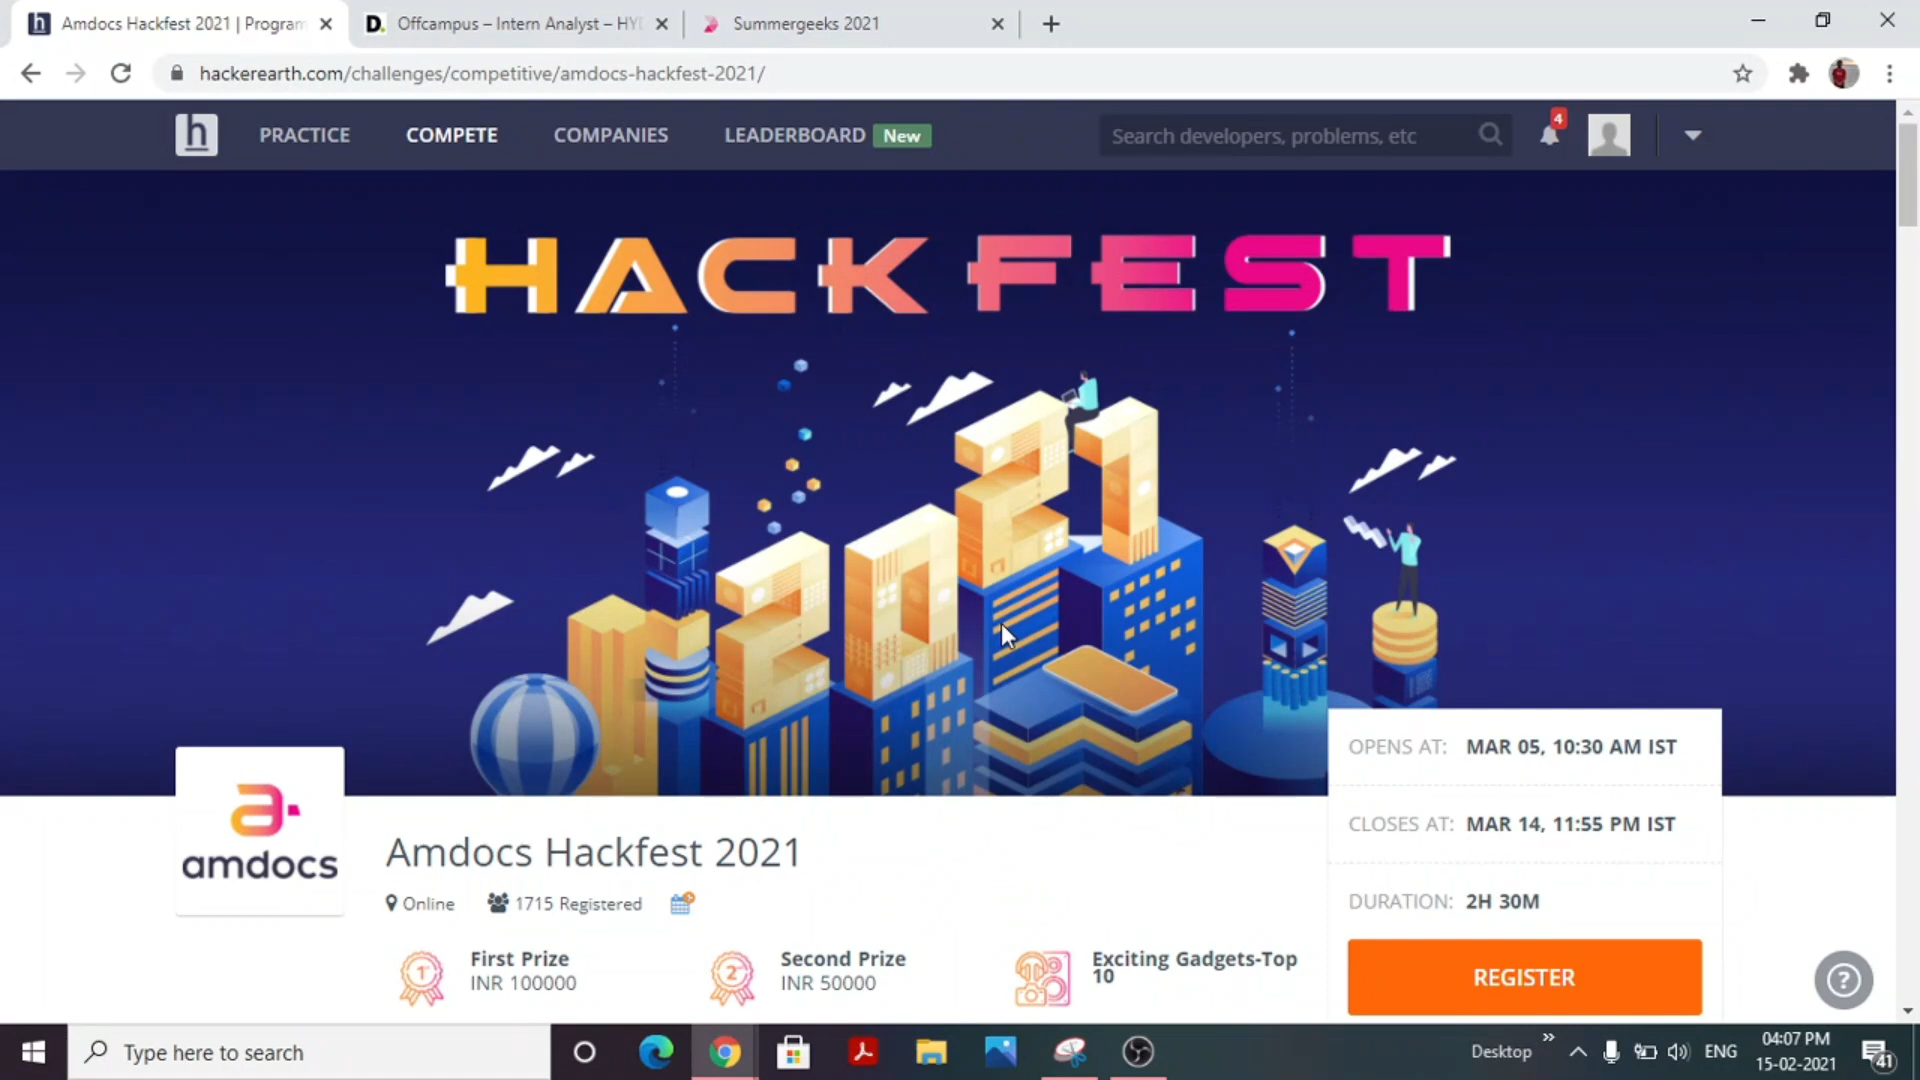 Amdocs Hackfest 2021 | Program
Offcampus – Intern Analyst – HY
Summergeeks 2021
hackerearth.com/challenges/competitive/amdocs-hackfest-2021/
h
PRACTICE
COMPETE
COMPANIES
LEADERBOARD New
Search developers, problems, etc
4
HACK FEST
2021
OPENS AT: MAR 05, 10:30 AM IST
CLOSES AT: MAR 14, 11:55 PM IST
DURATION: 2H 30M
REGISTER
amdocs
Amdocs Hackfest 2021
Online
1715 Registered
1
First Prize
INR 100000
2
Second Prize
INR 50000
Exciting Gadgets-Top
10
Type here to search
Desktop
ENG
04:07 PM
15-02-2021
41